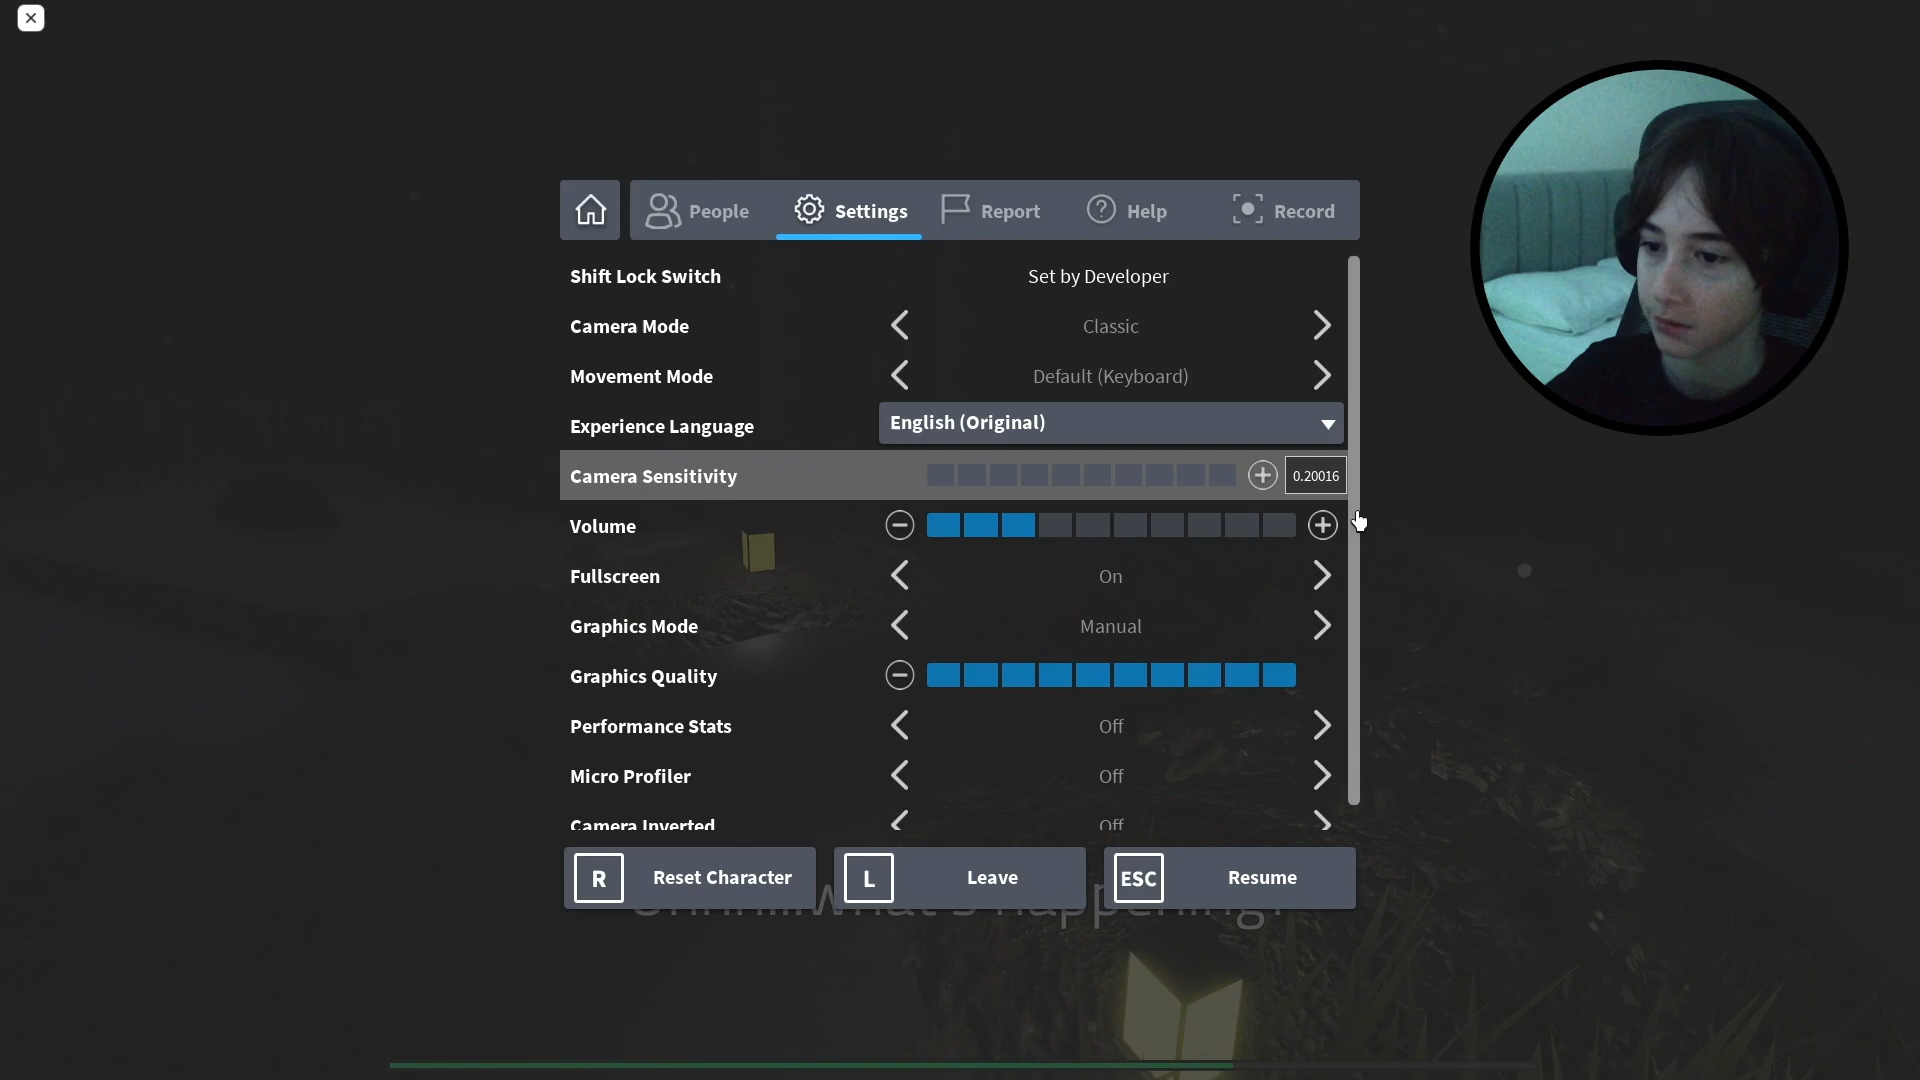 People
Settings
Report
Help
Record
Shift Lock Switch
Set by Developer
Camera Mode
Classic
Movement Mode
Default (Keyboard)
Experience Language
English (Original)
Camera Sensitivity
0.20016
Volume
Fullscreen
On
Graphics Mode
Manual
Graphics Quality
Performance Stats
Off
Micro Profiler
Off
Camera Inverted
Off
R
Reset Character
L
Leave
ESC
Resume
what's happening?